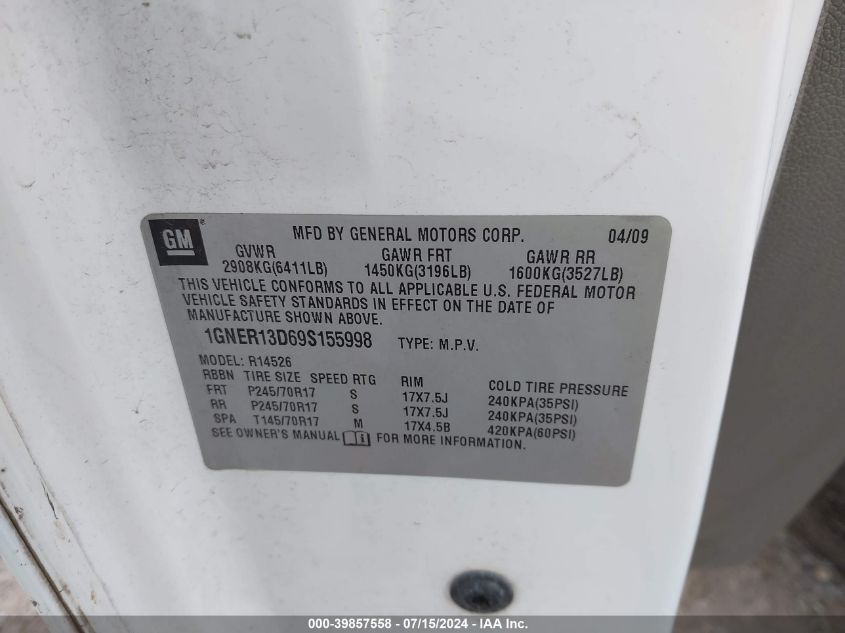 GM®
MFD BY GENERAL MOTORS CORP. 04/09
GVWR GAWR FRT GAWR RR
2908KG(6411LB) 1450KG(3196LB) 1600KG(3527LB)
THIS VEHICLE CONFORMS TO ALL APPLICABLE U.S. FEDERAL MOTOR
VEHICLE SAFETY STANDARDS IN EFFECT ON THE DATE OF
MANUFACTURE SHOWN ABOVE.
1GNER13D69S155998 TYPE: M.P.V.
MODEL: R14526
RBBN TIRE SIZE SPEED RTG RIM COLD TIRE PRESSURE
FRT P245/70R17 S 17X7.5J 240KPA(35PSI)
RR P245/70R17 S 17X7.5J 240KPA(35PSI)
SPA T145/70R17 M 17X4.5B 420KPA(60PSI)
SEE OWNER'S MANUAL i FOR MORE INFORMATION.
000-39857558 - 07/15/2024 - IAA Inc.